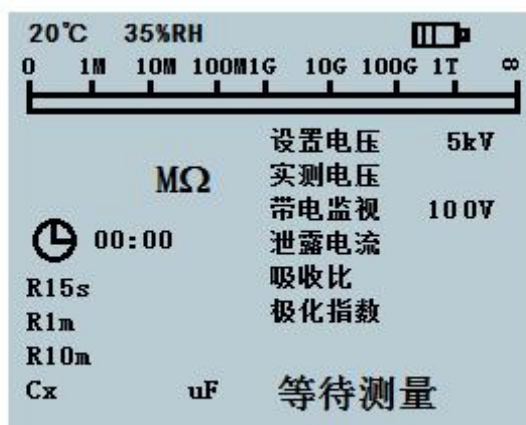 20℃ 35%RH
0 1M 10M 100M1G 10G 100G 1T ∞
设置电压 5kV
MΩ
实测电压
带电监视 100V
00:00
泄露电流
吸收比
R15s
极化指数
R1m
R10m
Cx uF 等待测量